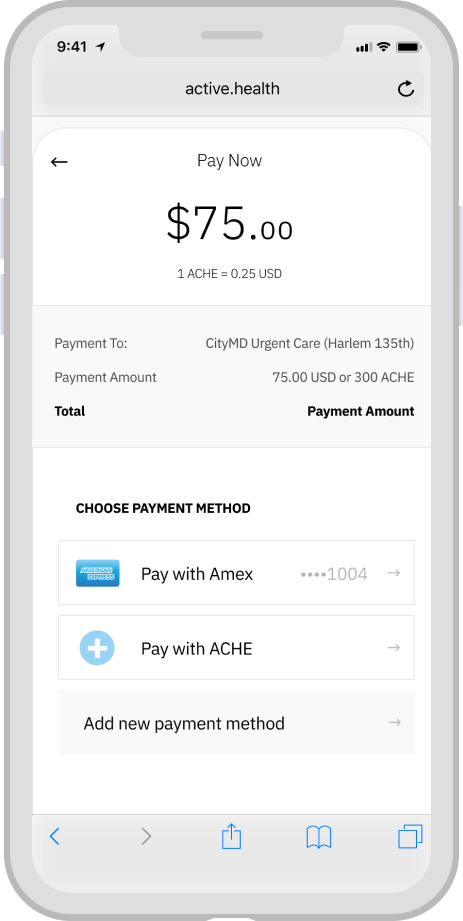 9:41
active.health
Pay Now
$75.00
1 ACHE = 0.25 USD
Payment To: CityMD Urgent Care (Harlem 135th)
Payment Amount 75.00 USD or 300 ACHE
Total Payment Amount
CHOOSE PAYMENT METHOD
AMERICAN EXPRESS Pay with Amex ••••1004 →
Pay with ACHE →
Add new payment method →